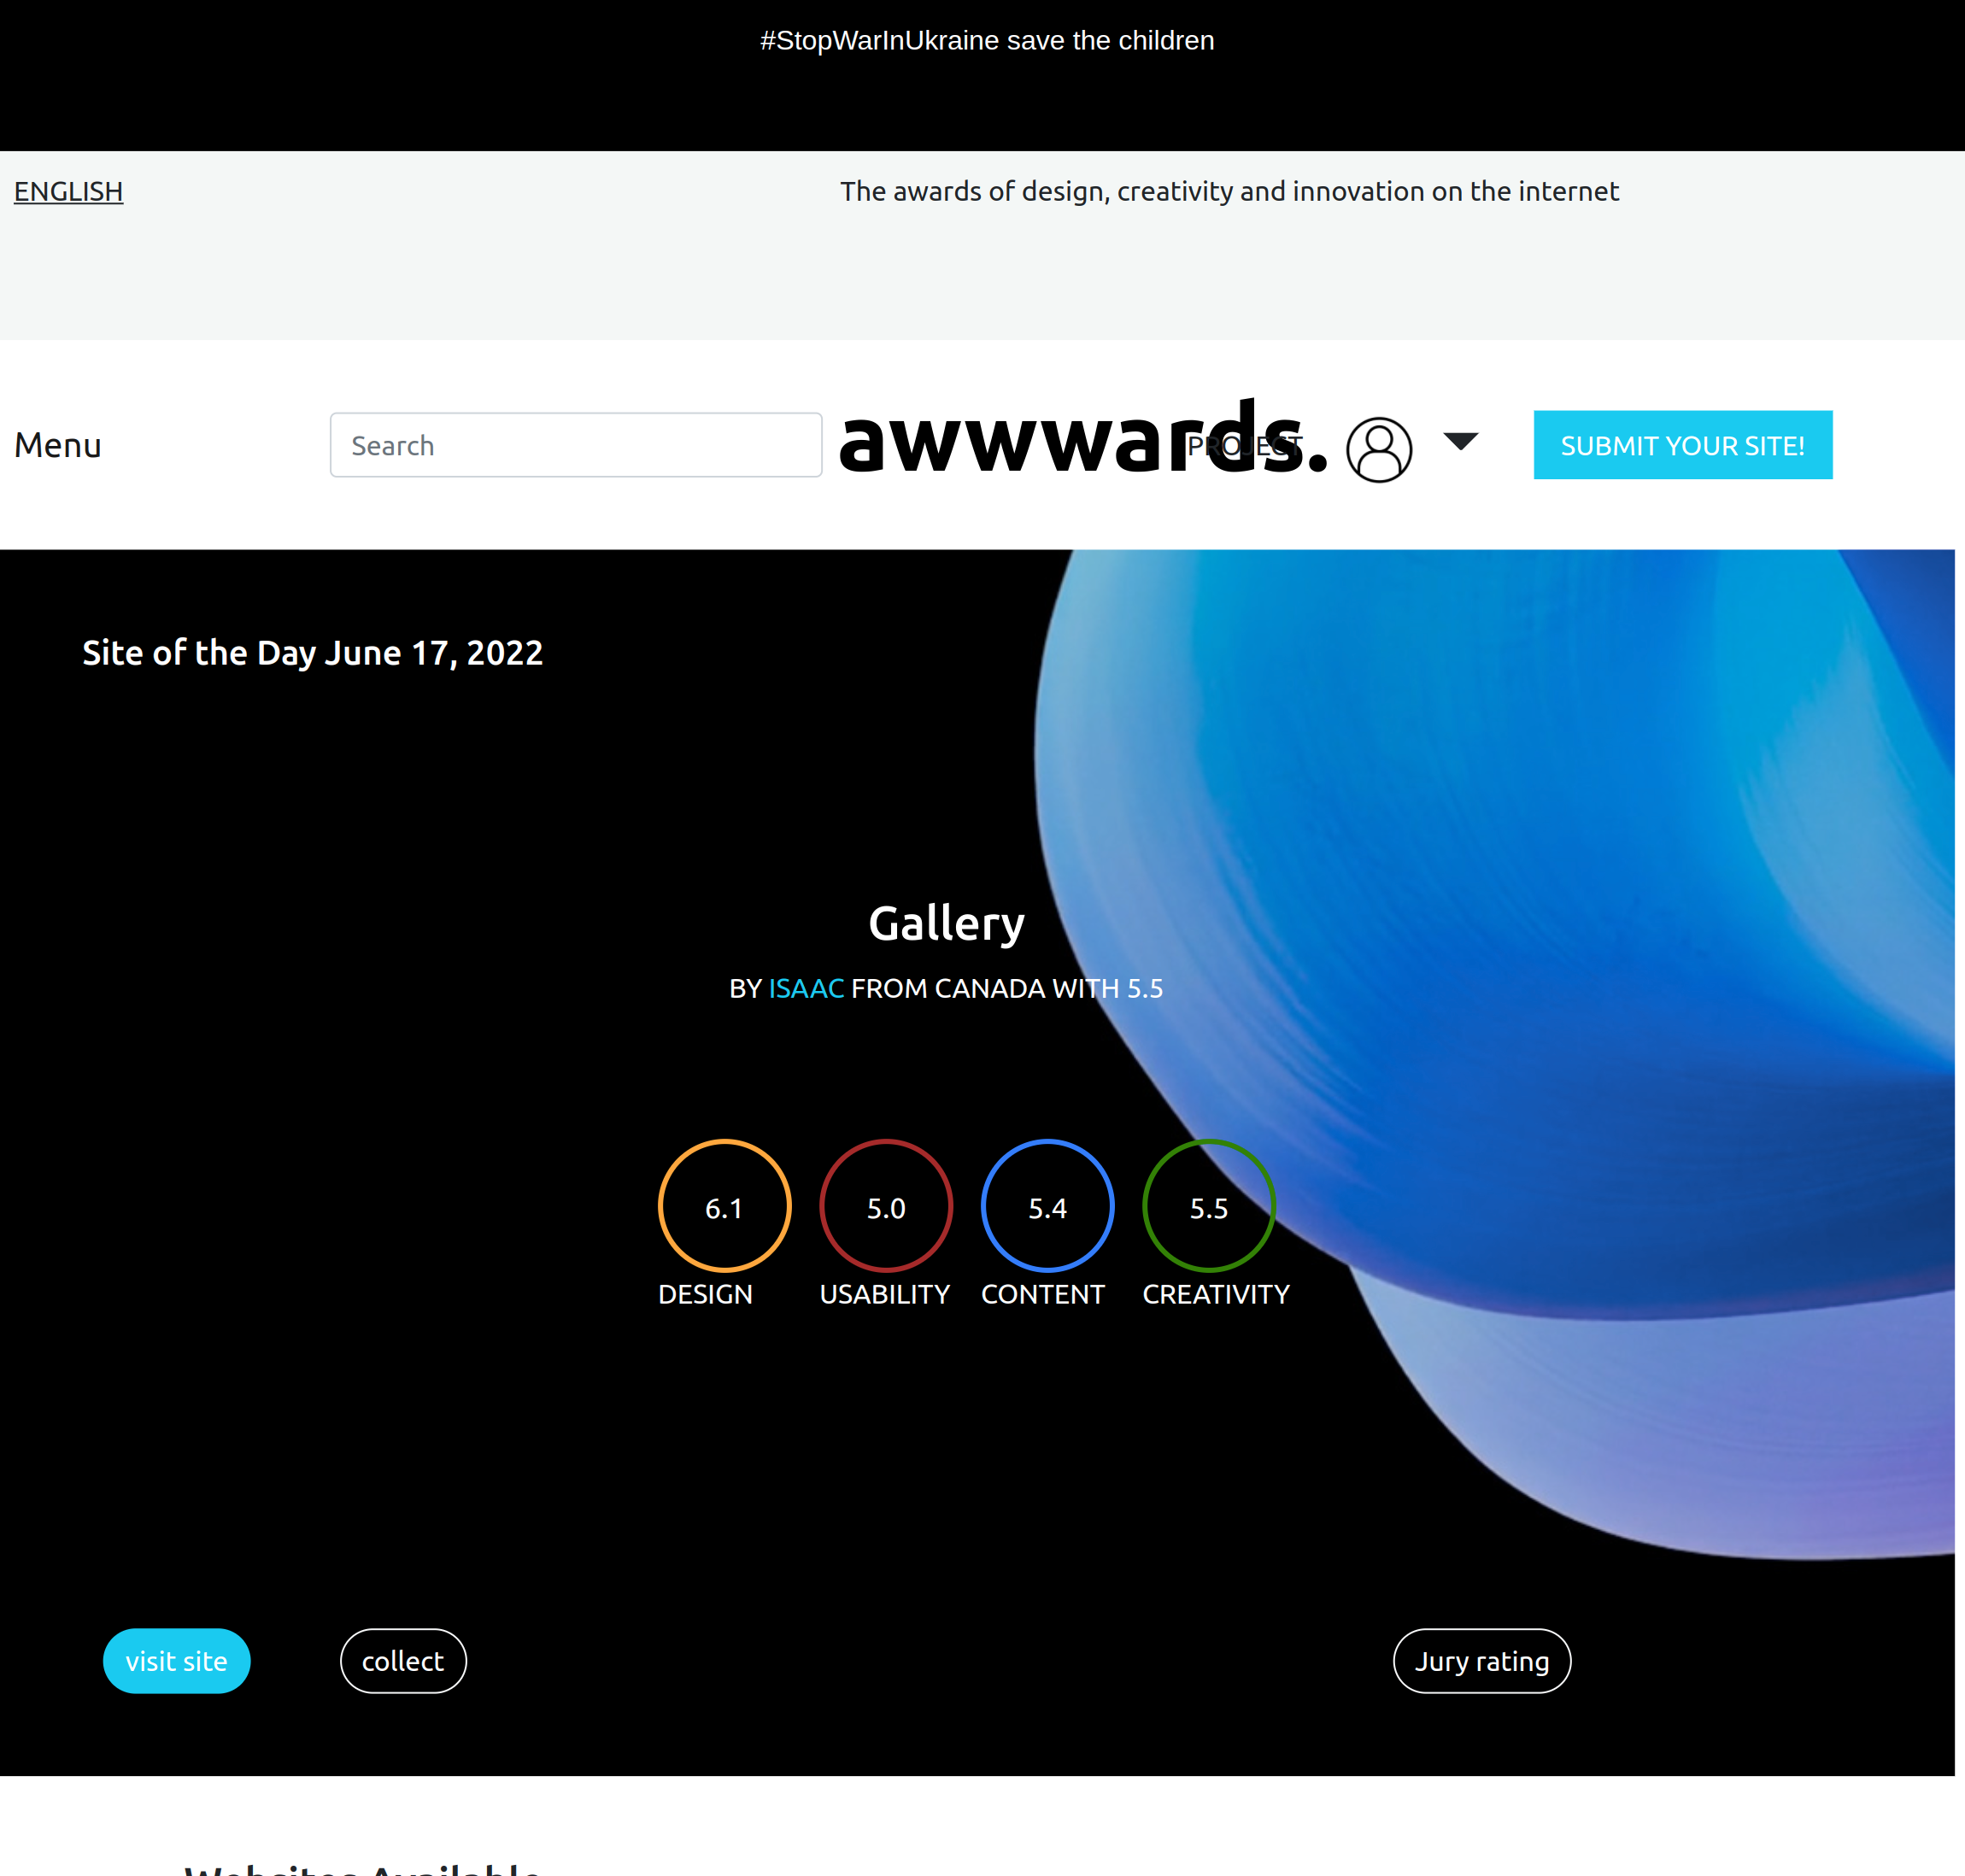 #StopWarInUkraine save the children
ENGLISH
The awards of design, creativity and innovation on the internet
Menu
Search
awwwards.
PROJECT
SUBMIT YOUR SITE!
Site of the Day June 17, 2022
Gallery
BY ISAAC FROM CANADA WITH 5.5
6.1 5.0 5.4 5.5
DESIGN USABILITY CONTENT CREATIVITY
visit site
collect
Jury rating
Websites Available